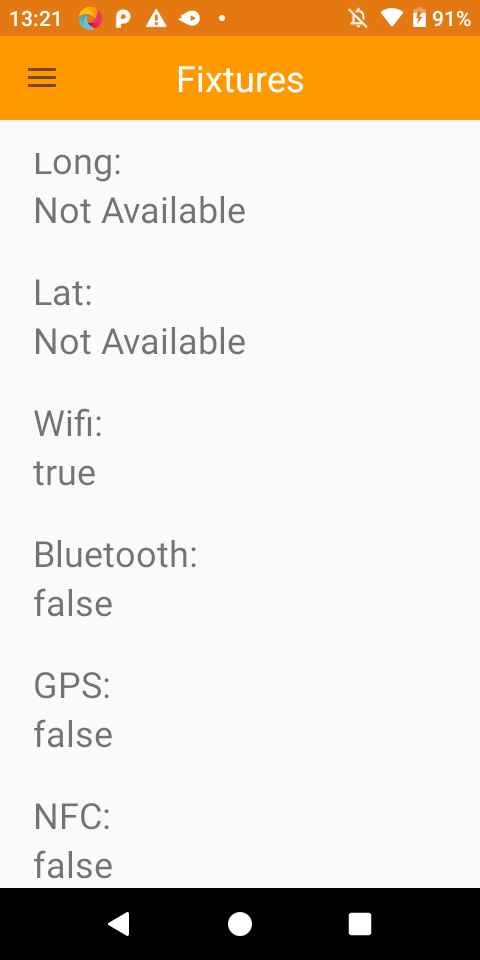 13:21
91%
Fixtures
Long:
Not Available
Lat:
Not Available
Wifi:
true
Bluetooth:
false
GPS:
false
NFC:
false